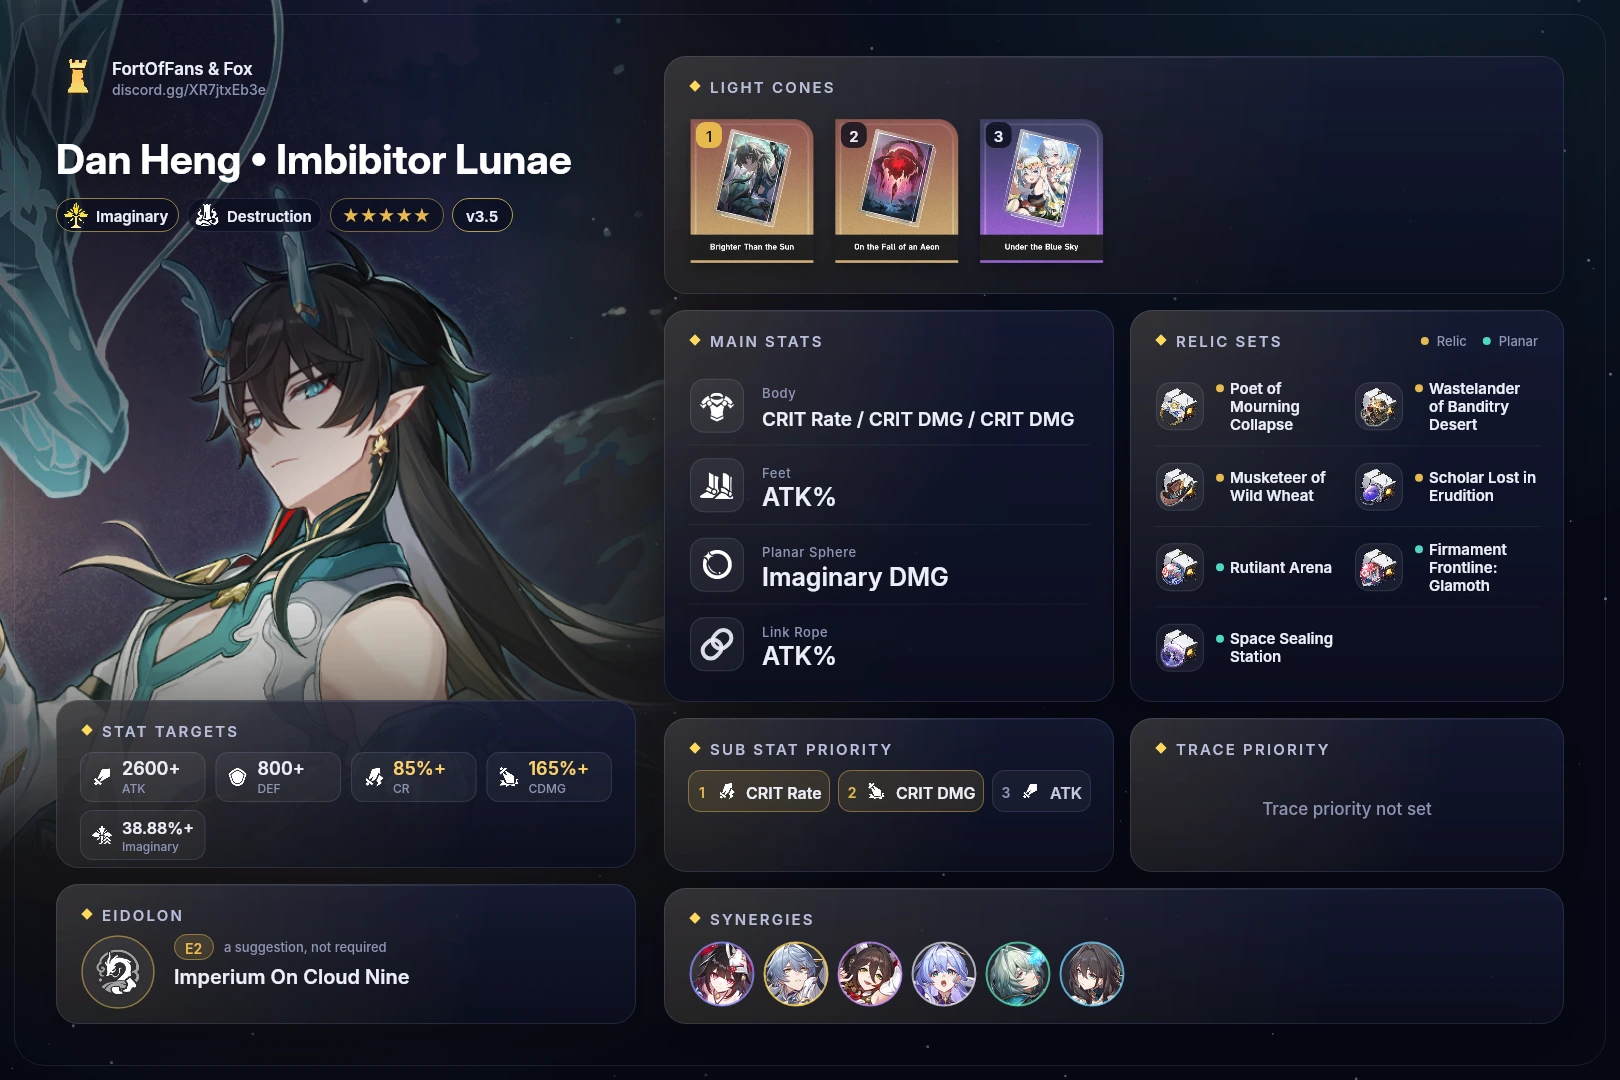 FortOfFans & Fox
discord.gg/XR7jtxEb3e
Dan Heng • Imbibitor Lunae
Imaginary
Destruction
★★★★★
v3.5
STAT TARGETS
2600+
ATK
800+
DEF
85%+
CR
165%+
CDMG
38.88%+
Imaginary
EIDOLON
E2
a suggestion, not required
Imperium On Cloud Nine
LIGHT CONES
1
2
3
Brighter Than the Sun
On the Fall of an Aeon
Under the Blue Sky
MAIN STATS
Body
CRIT Rate / CRIT DMG / CRIT DMG
Feet
ATK%
Planar Sphere
Imaginary DMG
Link Rope
ATK%
RELIC SETS
Relic
Planar
Poet of
Mourning
Collapse
Wastelander
of Banditry
Desert
Musketeer of
Wild Wheat
Scholar Lost in
Erudition
Rutilant Arena
Firmament
Frontline:
Glamoth
Space Sealing
Station
SUB STAT PRIORITY
1 CRIT Rate
2 CRIT DMG
3 ATK
TRACE PRIORITY
Trace priority not set
SYNERGIES